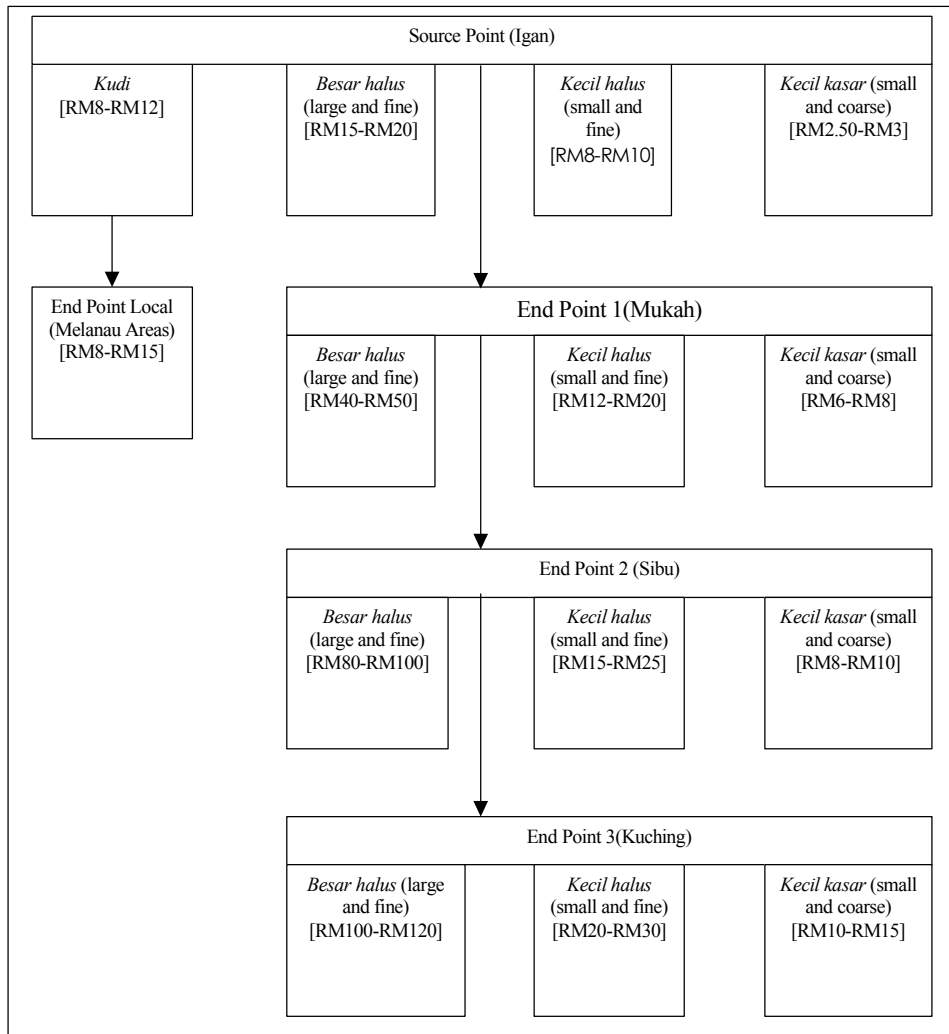 Source Point (Igan)
Kudi
[RM8-RM12]
Besar halus
(large and fine)
[RM15-RM20]
Kecil halus
(small and
fine)
[RM8-RM10]
Kecil kasar (small
and coarse)
[RM2.50-RM3]
End Point Local
(Melanau Areas)
[RM8-RM15]
End Point 1(Mukah)
Besar halus
(large and fine)
[RM40-RM50]
Kecil halus
(small and fine)
[RM12-RM20]
Kecil kasar (small
and coarse)
[RM6-RM8]
End Point 2 (Sibu)
Besar halus
(large and fine)
[RM80-RM100]
Kecil halus
(small and fine)
[RM15-RM25]
Kecil kasar (small
and coarse)
[RM8-RM10]
End Point 3(Kuching)
Besar halus (large
and fine)
[RM100-RM120]
Kecil halus
(small and fine)
[RM20-RM30]
Kecil kasar (small
and coarse)
[RM10-RM15]